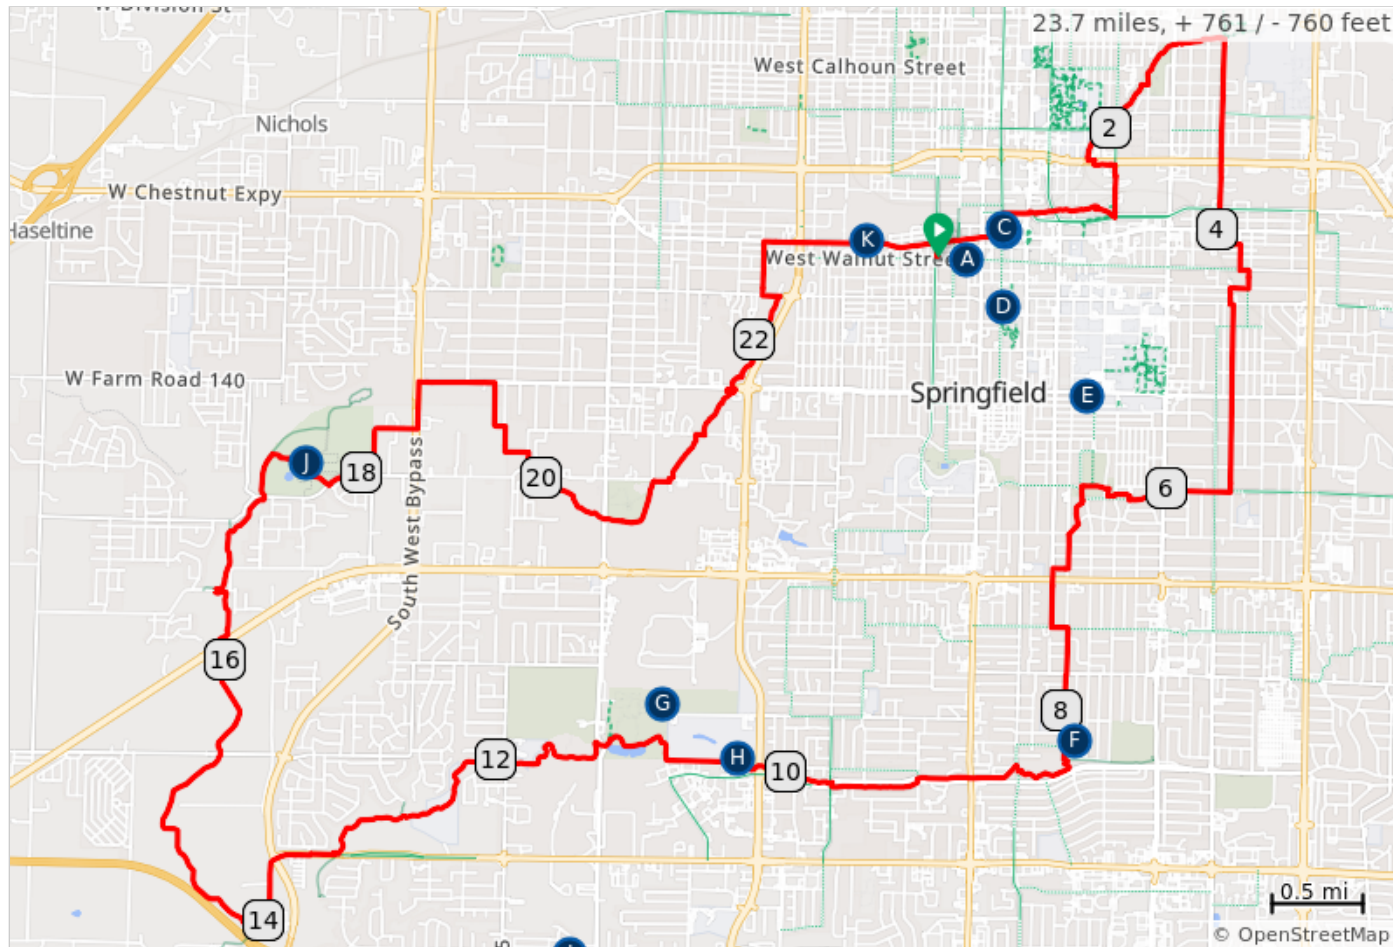 W Division St
23.7 miles, + 761 / - 760 feet
West Calhoun Street
Nichols
2
W Chestnut Expy
Haseltine
4
C
K
West Walnut Street
A
D
22
W Farm Road 140
Springfield
E
J
18
20
6
South West Bypass
16
G
8
F
12
H
10
14
0.5 mi
© OpenStreetMap